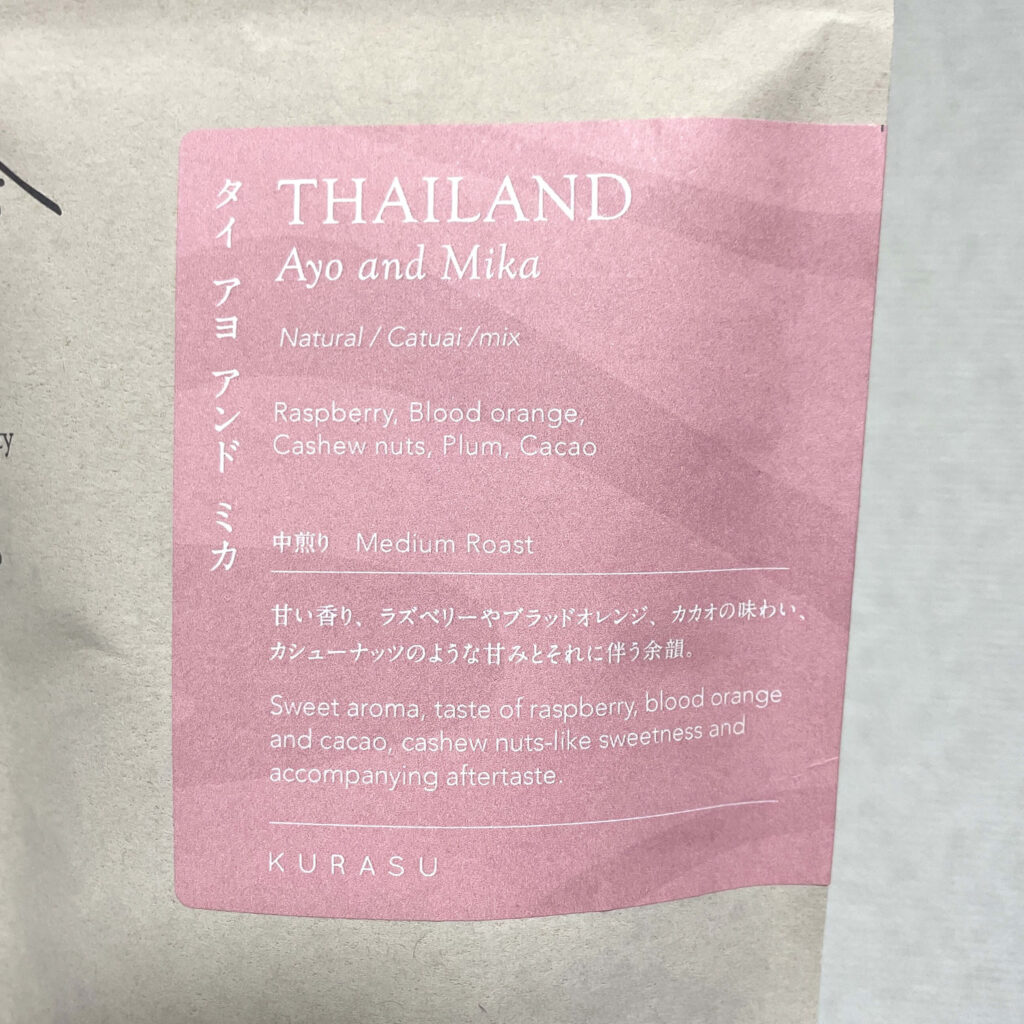 タイ アヨ アンド ミカ
THAILAND
Ayo and Mika
Natural / Catuai /mix
Raspberry, Blood orange,
Cashew nuts, Plum, Cacao
中煎り Medium Roast
甘い香り、ラズベリーやブラッドオレンジ、カカオの味わい、
カシューナッツのような甘みとそれに伴う余韻。
Sweet aroma, taste of raspberry, blood orange
and cacao, cashew nuts-like sweetness and
accompanying aftertaste.
KURASU